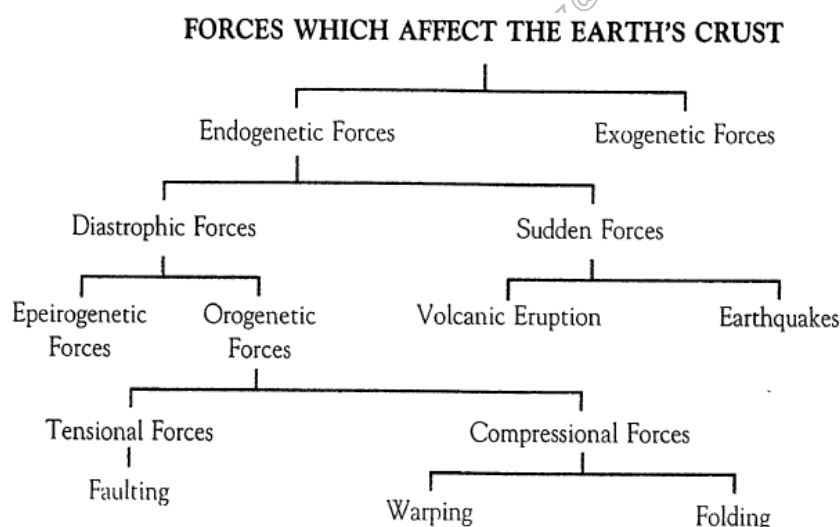 FORCES WHICH AFFECT THE EARTH'S CRUST
Endogenetic Forces
Exogenetic Forces
Diastrophic Forces
Sudden Forces
Epeirogenetic
Forces
Orogenetic
Forces
Volcanic Eruption
Earthquakes
Tensional Forces
Compressional Forces
Faulting
Warping
Folding